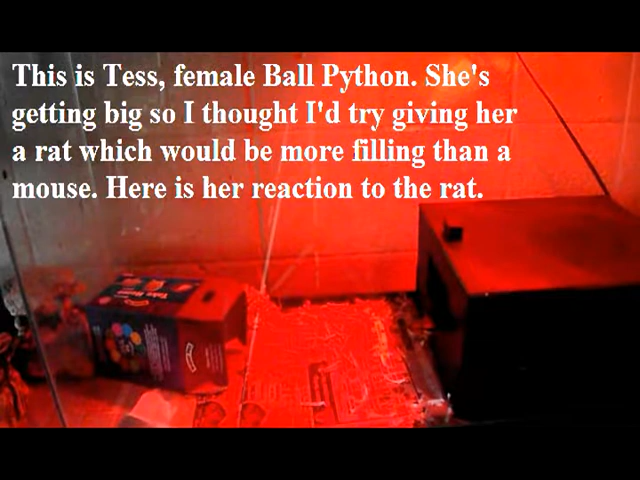 This is Tess, female Ball Python. She's
getting big so I thought I'd try giving her
a rat which would be more filling than a
mouse. Here is her reaction to the rat.